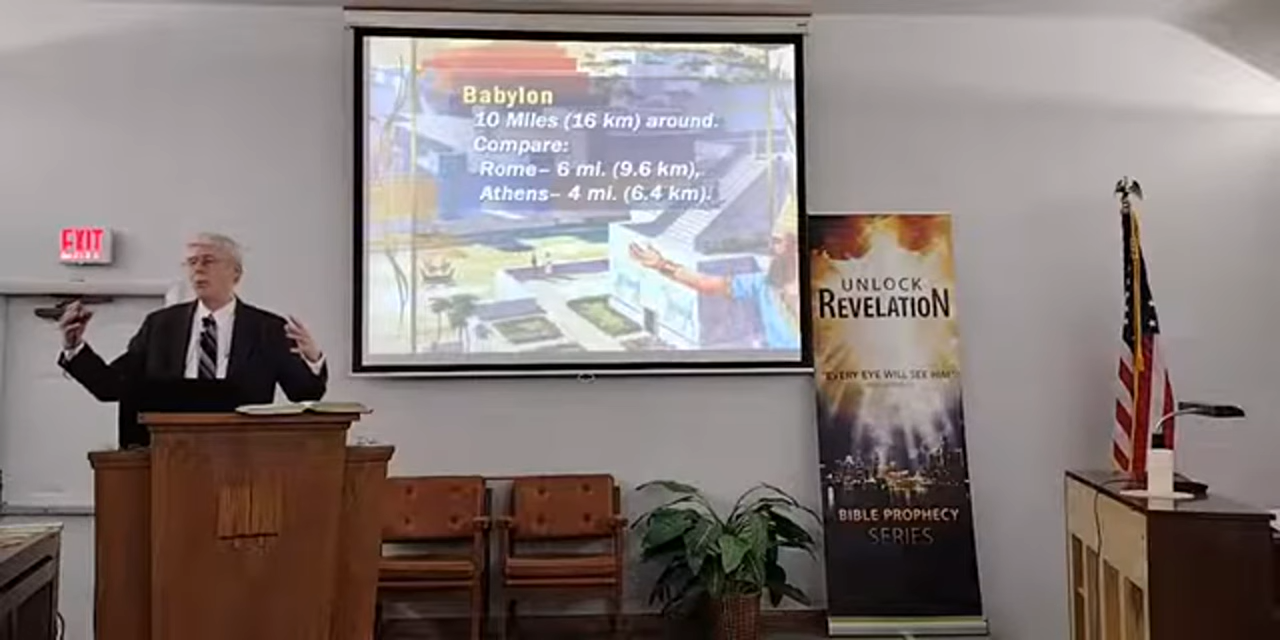 EXIT
Babylon
10 Miles (16 km) around.
Compare:
Rome– 6 mi. (9.6 km),
Athens– 4 mi. (6.4 km).
UNLOCK
REVELATION
"EVERY EYE WILL SEE HIM"
BIBLE PROPHECY
SERIES